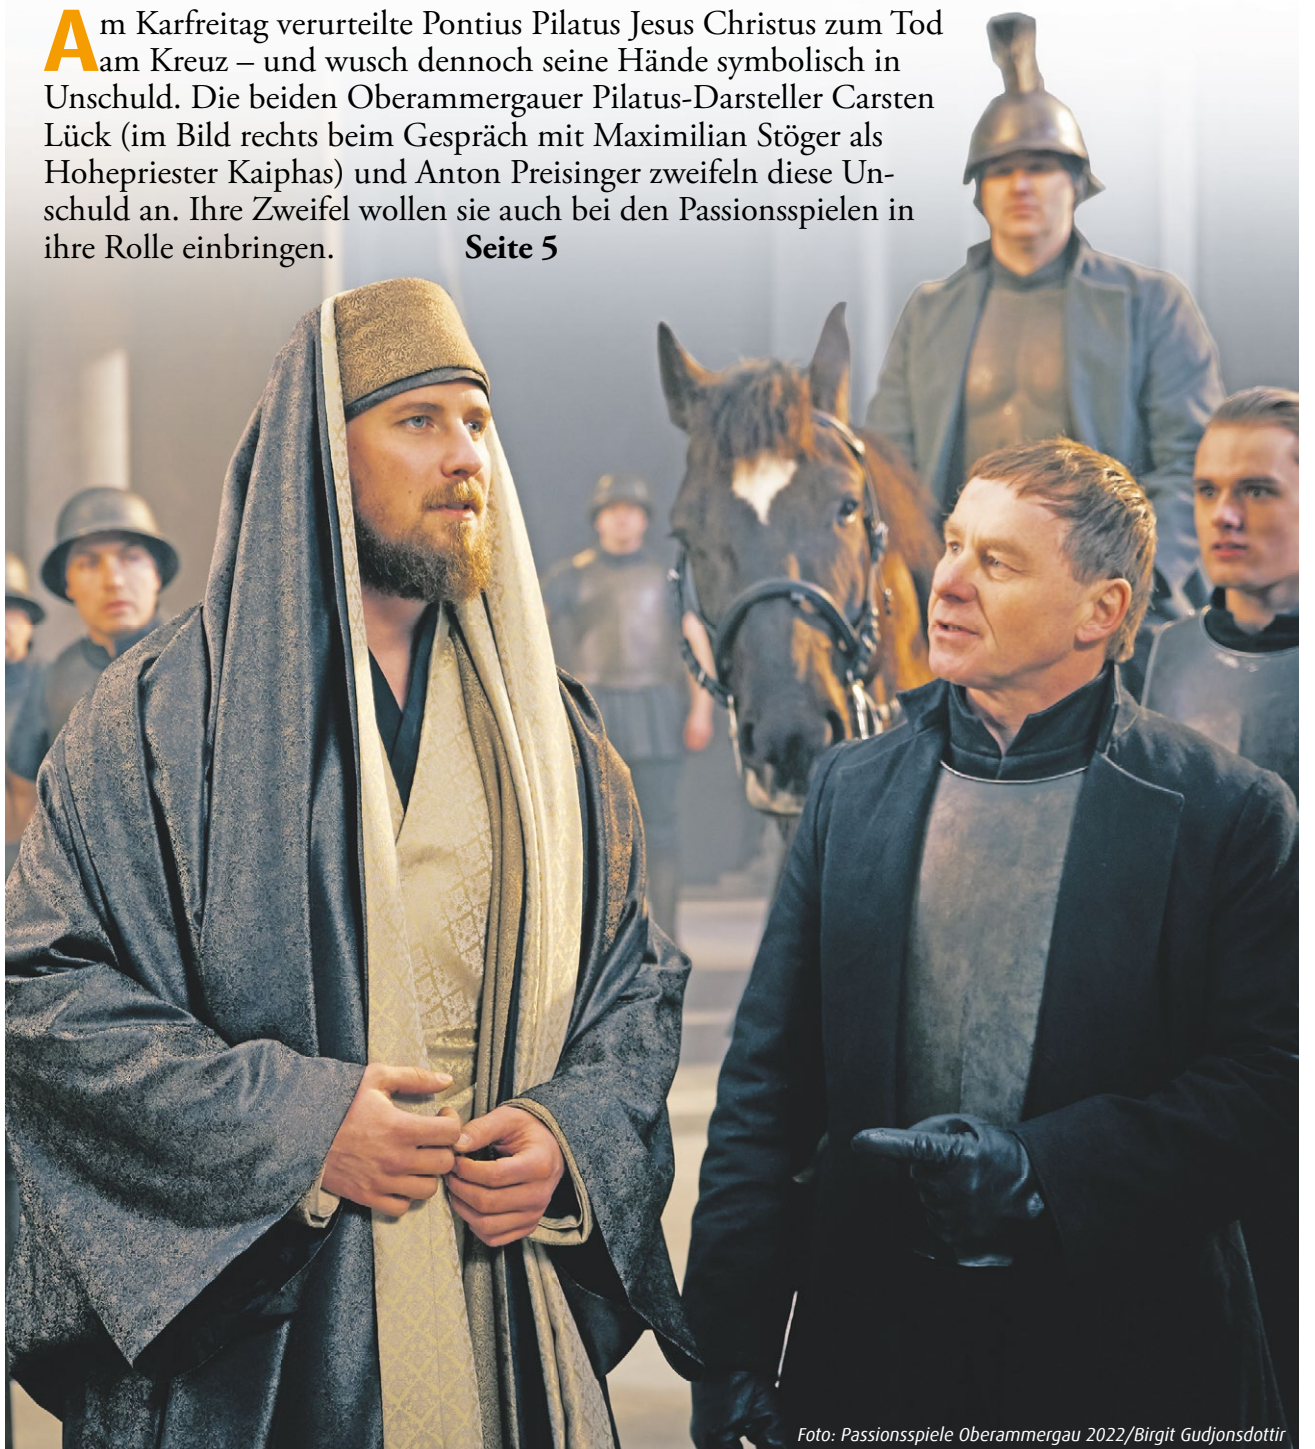 Am Karfreitag verurteilte Pontius Pilatus Jesus Christus zum Tod
am Kreuz – und wusch dennoch seine Hände symbolisch in
Unschuld. Die beiden Oberammergauer Pilatus-Darsteller Carsten
Lück (im Bild rechts beim Gespräch mit Maximilian Stöger als
Hohepriester Kaiphas) und Anton Preisinger zweifeln diese Un-
schuld an. Ihre Zweifel wollen sie auch bei den Passionsspielen in
ihre Rolle einbringen. Seite 5
Foto: Passionsspiele Oberammergau 2022/Birgit Gudjonsdottir